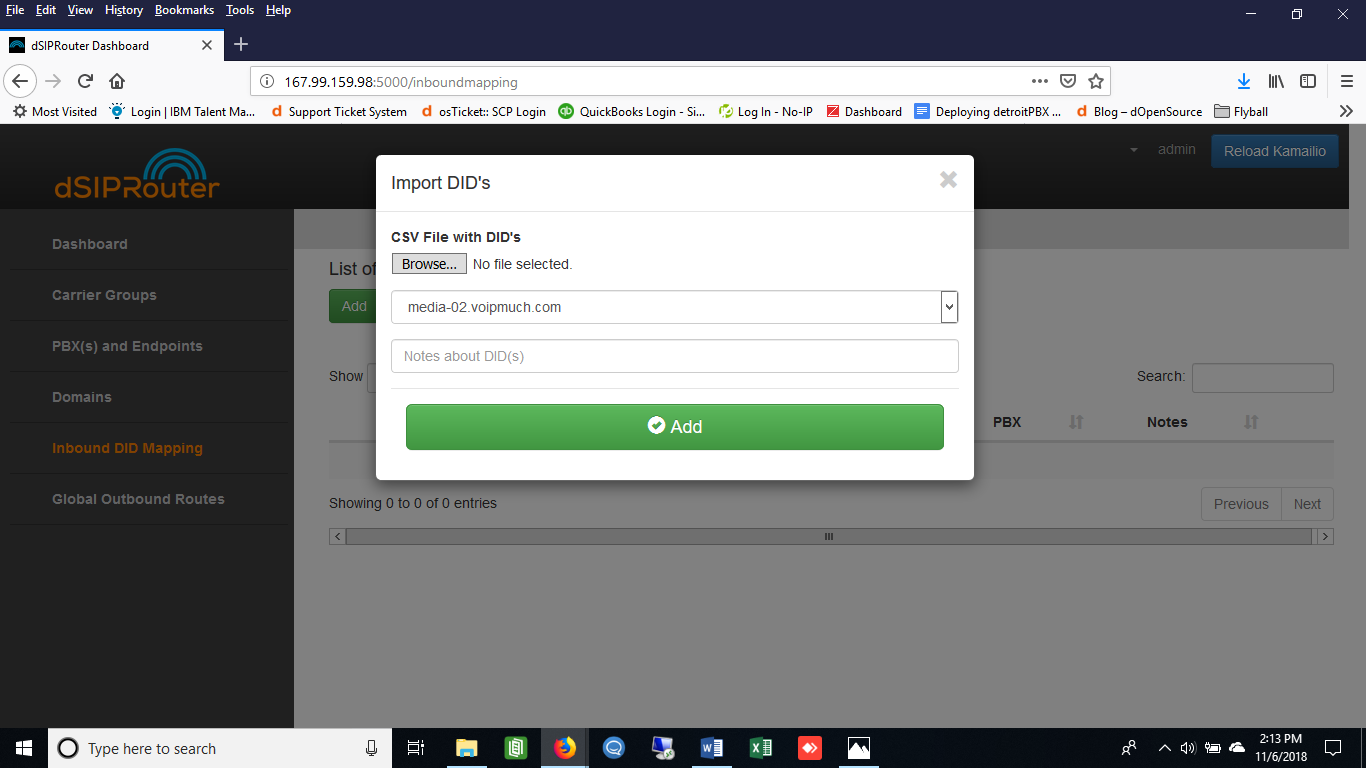 File Edit View History Bookmarks Tools Help
dSIPRouter Dashboard
167.99.159.98:5000/inboundmapping
Most Visited Login | IBM Talent Ma... Support Ticket System osTicket:: SCP Login QuickBooks Login - Si... Log In - No-IP Dashboard Deploying detroitPBX ... Blog – dOpenSource Flyball
dSIPRouter
admin
Reload Kamailio
Dashboard
Carrier Groups
PBX(s) and Endpoints
Domains
Inbound DID Mapping
Global Outbound Routes
List of
Add
Show
Search:
PBX
Notes
Showing 0 to 0 of 0 entries
Previous
Next
Import DID's
CSV File with DID's
Browse... No file selected.
media-02.voipmuch.com
Notes about DID(s)
Add
Type here to search
2:13 PM
11/6/2018